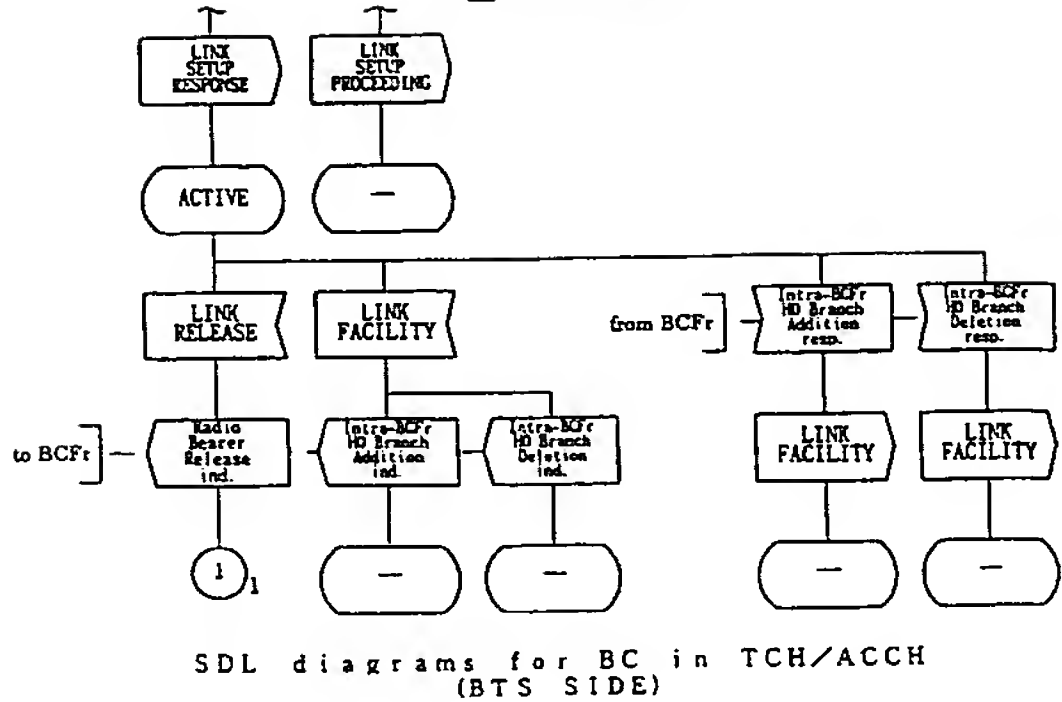 LINK
SETUP
RESPONSE
LINK
SETUP
PROCEEDING
ACTIVE
—
LINK
RELEASE
LINK
FACILITY
from BCFr
Intra-BCFr
HO Branch
Addition
resp.
Intra-BCFr
HO Branch
Deletion
resp.
to BCFr
Radio
Bearer
Release
ind.
Intra-BCFr
HO Branch
Addition
ind.
Intra-BCFr
HO Branch
Deletion
ind.
LINK
FACILITY
LINK
FACILITY
1
1
—
—
—
—
SDL diagrams for BC in TCH/ACCH
(BTS SIDE)